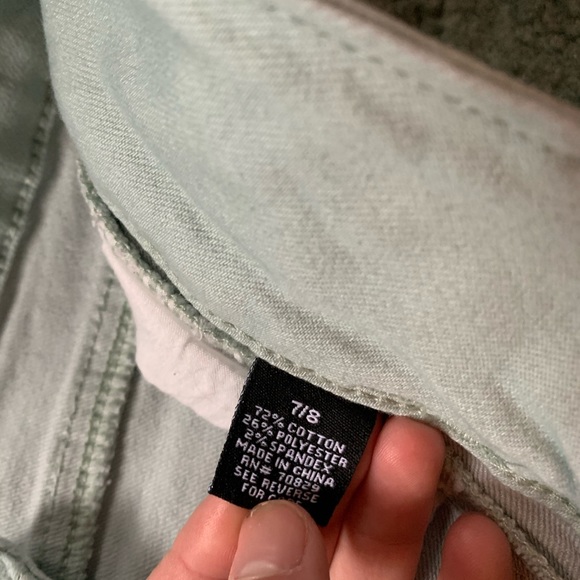 7/8
72% COTTON
26% POLYESTER
2% SPANDEX
MADE IN CHINA
RN# 70829
SEE REVERSE
FOR